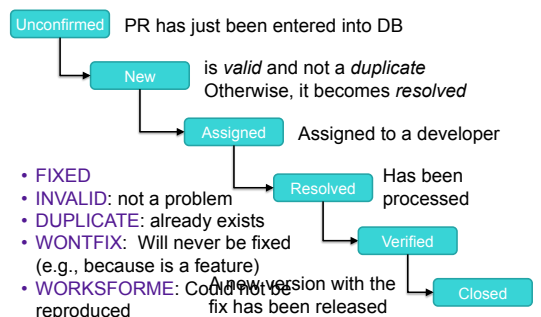 Unconfirmed
PR has just been entered into DB
New
is valid and not a duplicate
Otherwise, it becomes resolved
Assigned
Assigned to a developer
• FIXED
• INVALID: not a problem
• DUPLICATE: already exists
• WONTFIX: Will never be fixed
(e.g., because is a feature)
• WORKSFORME: Could not be
reproduced
Resolved
Has been
processed
Verified
A new version with the
fix has been released
Closed